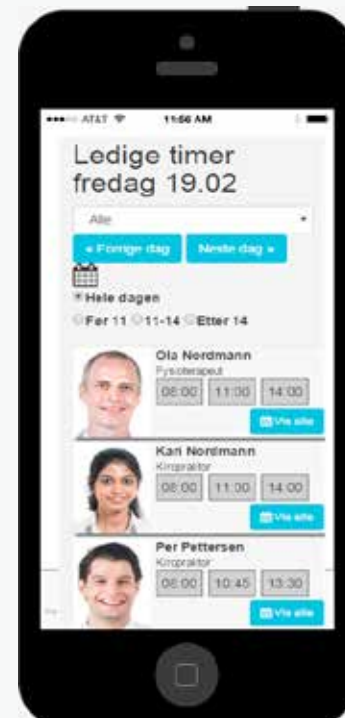 AT&T 11:56 AM
Ledige timer
fredag 19.02
Alle
« Forrige dag Neste dag »
Hele dagen
Før 11 11-14 Etter 14
Ola Nordmann
Fysioterapeut
08:00 11:00 14:00
Vis alle
Kari Nordmann
Kiropraktor
08:00 11:00 14:00
Vis alle
Per Pettersen
Kiropraktor
08:00 10:45 13:30
Vis alle